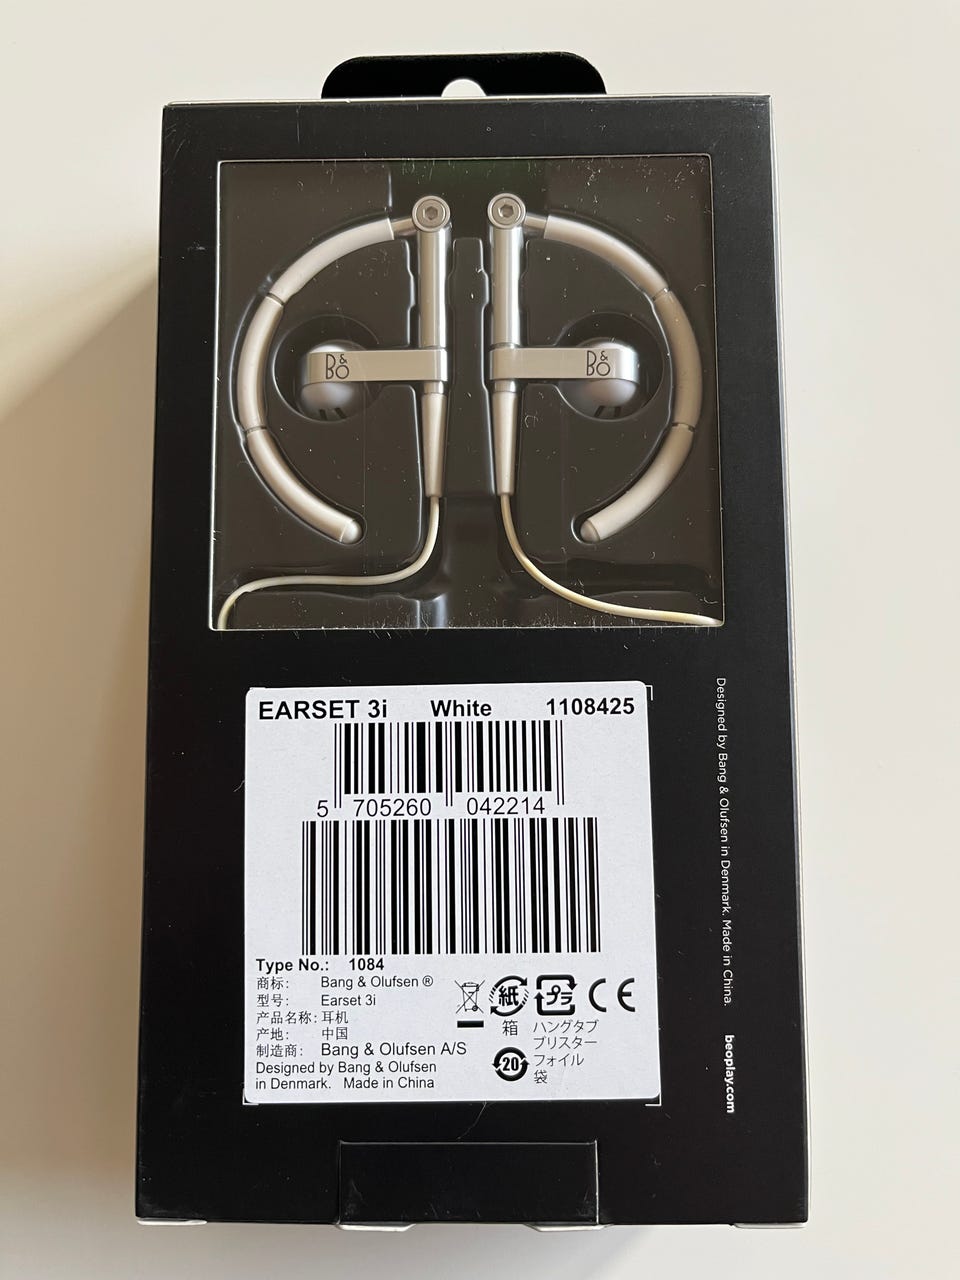 B&O
B&O
EARSET 3i White 1108425
5 705260 042214
Type No.: 1084
商标: Bang & Olufsen ®
型号: Earset 3i
产品名称: 耳机
产地: 中国
制造商: Bang & Olufsen A/S
Designed by Bang & Olufsen
in Denmark. Made in China
紙
箱
プラ
ハングタブ
ブリスター
フォイル
袋
20
CE
Designed by Bang & Olufsen in Denmark. Made in China.
beoplay.com